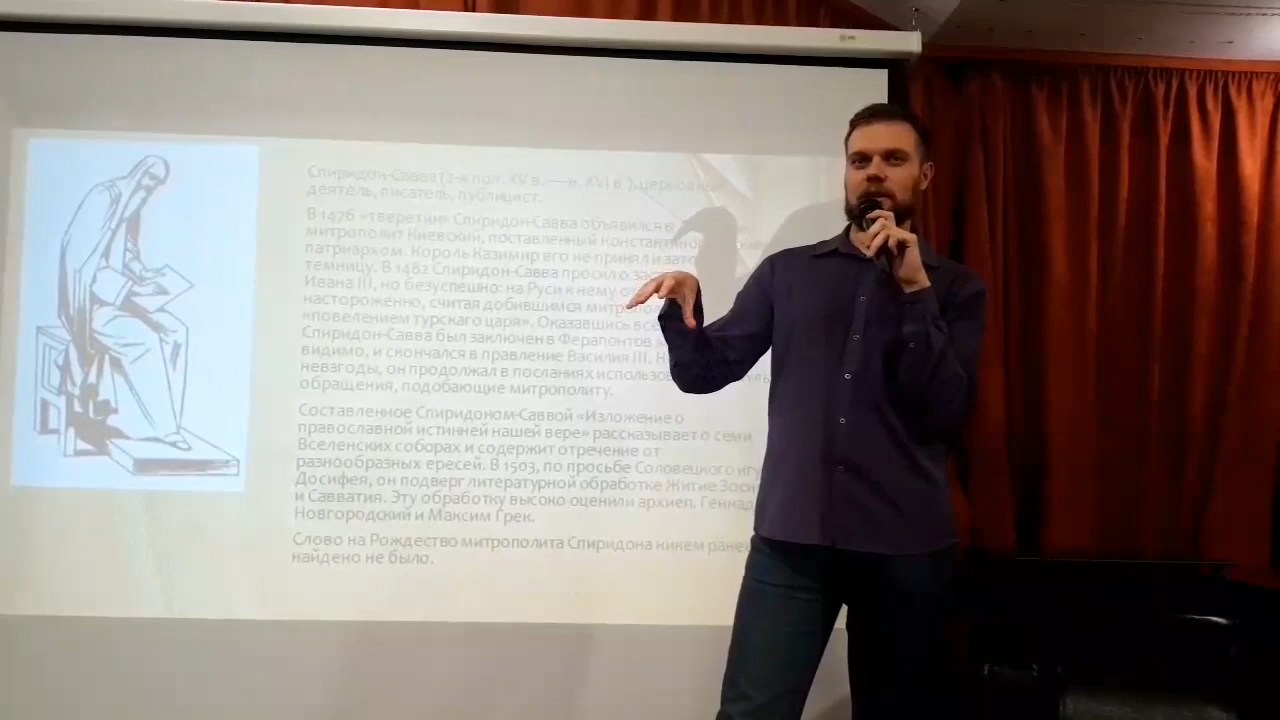 Спиридон-Савва (2-я пол. XV в. —н. XVI в.), церковны
деятель, писатель, публицист.
В 1476 «тверетин» Спиридон-Савва объявился в
митрополит Киевский, поставленный
патриархом. Король Казимир его не принял и
темницу. В 1482 Спиридон-Савва просил о
Ивана III, но безуспешно: на Руси к нему
настороженно, считая добившимся
«повелением турскаго царя». Оказавшись
Спиридон-Савва был заключен в Ферапонтов
видимо, и скончался в правление Василия III.
невзгоды, он продолжал в посланиях
обращения, подобающие митрополиту.
Составленное Спиридоном-Саввой «Изложение о
православной истинней нашей вере» рассказывает о семи
Вселенских соборах и содержит отречение от
разнообразных ересей. В 1503, по просьбе Соловецкого игу
Досифея, он подверг литературной обработке Житие Зоси
и Савватия. Эту обработку высоко оценили архиеп. Геннад
Новгородский и Максим Грек.
Слово на Рождество митрополита Спиридона никем ранее
найдено не было.